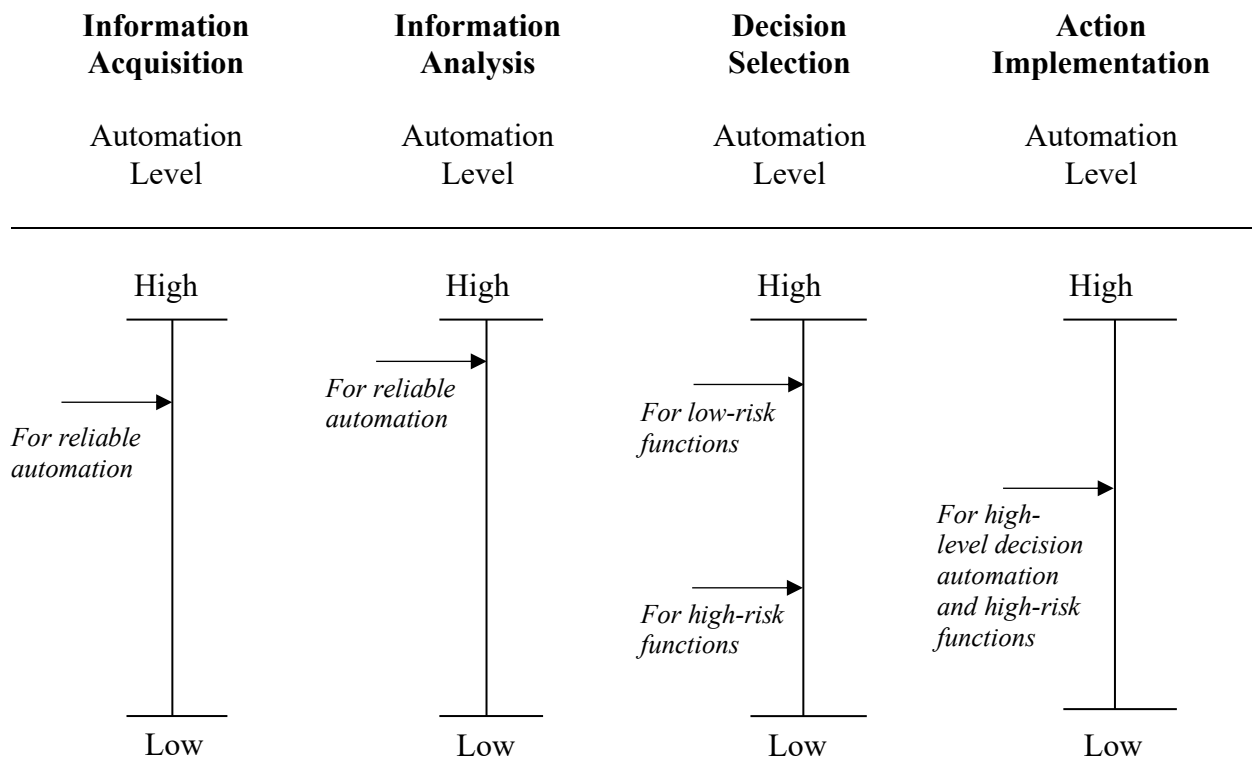 Information
Acquisition
Information
Analysis
Decision
Selection
Action
Implementation
Automation
Level
Automation
Level
Automation
Level
Automation
Level
High
High
High
High
For reliable
automation
For reliable
automation
For low-risk
functions
For high-risk
functions
For high-
level decision
automation
and high-risk
functions
Low
Low
Low
Low